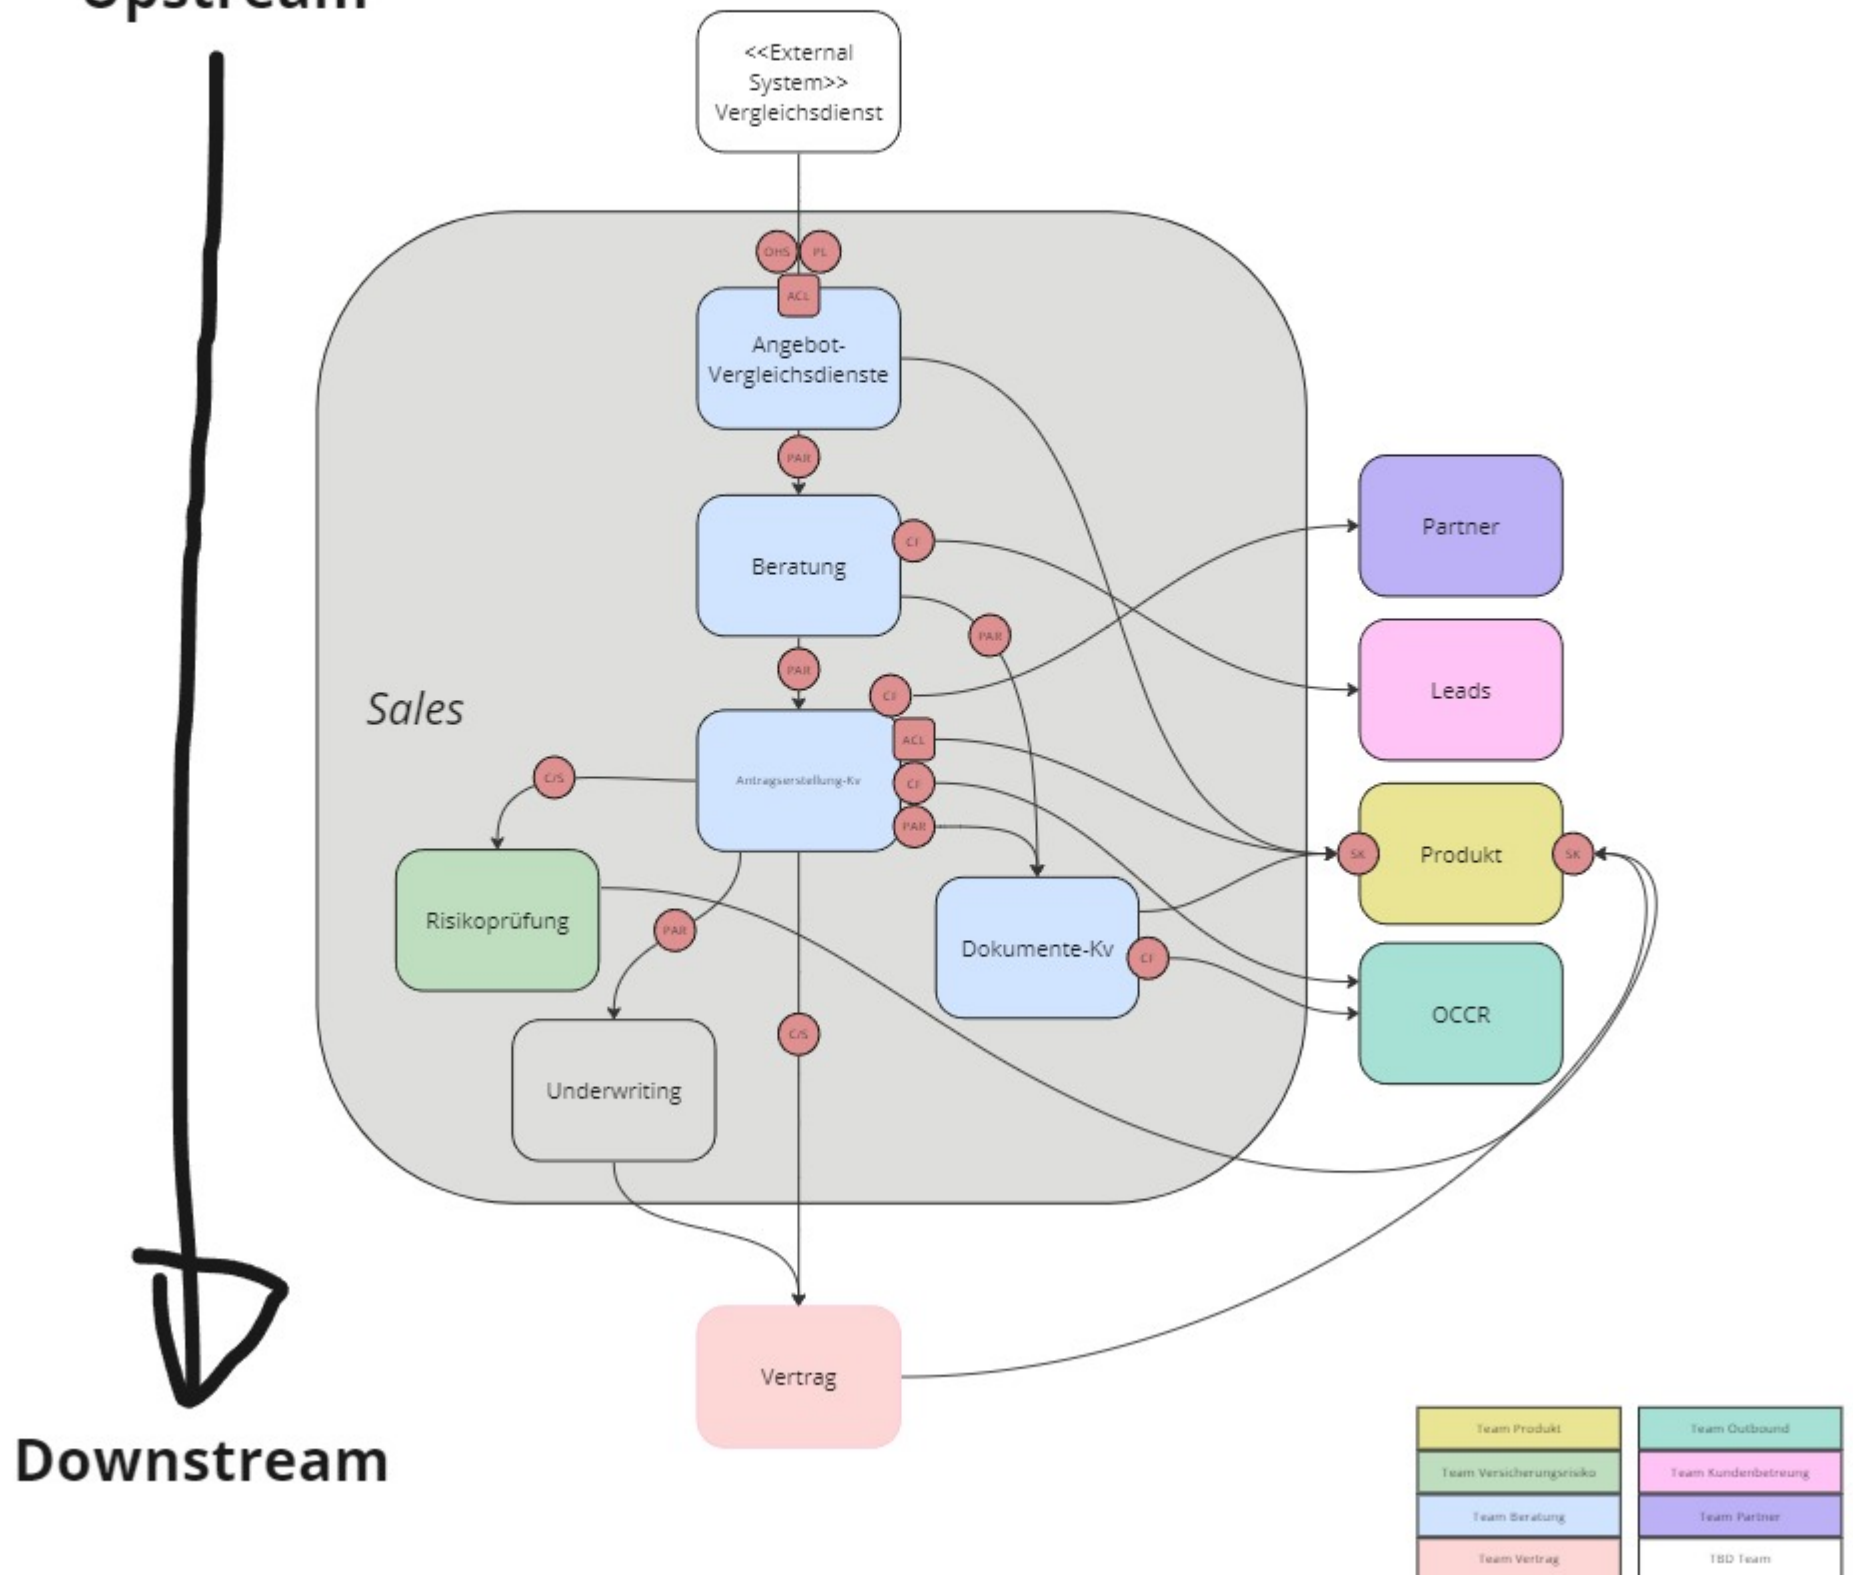 Upstream
<<External
System>>
Vergleichsdienst
OHS
PL
ACL
Angebot-
Vergleichsdienste
PAR
Partner
Beratung
CF
PAR
PAR
Leads
Sales
CF
ACL
C/S
Antragserstellung-Kv
CF
PAR
SK
Produkt
SK
Risikoprüfung
PAR
Dokumente-Kv
CF
OCCR
C/S
Underwriting
Vertrag
Downstream
Team Produkt
Team Outbound
Team Versicherungsrisiko
Team Kundenbetreung
Team Beratung
Team Partner
Team Vertrag
TBD Team